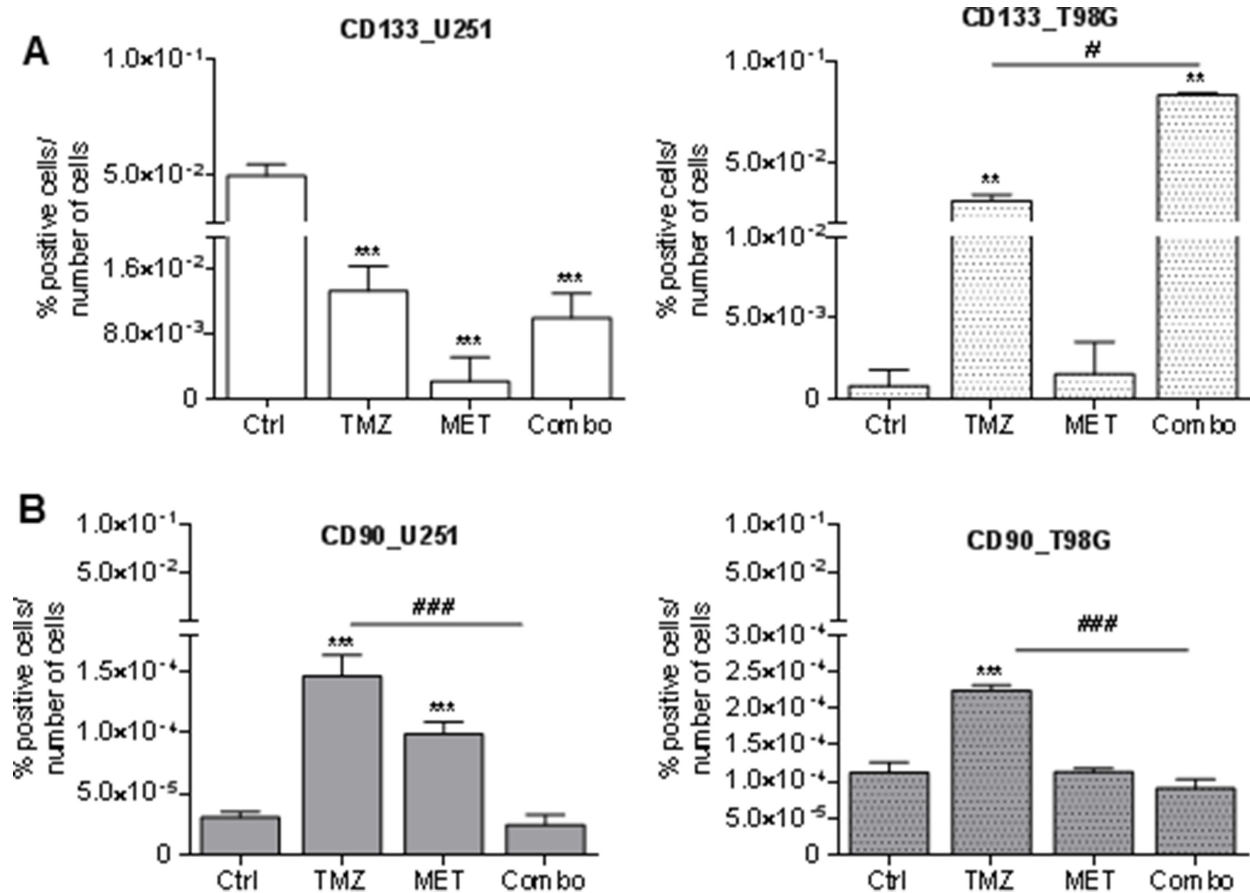 A
CD133_U251
% positive cells/
number of cells
1.0×10⁻¹
5.0×10⁻²
1.6×10⁻²
8.0×10⁻³
0
***
***
***
Ctrl TMZ MET Combo
CD133_T98G
% positive cells/
number of cells
1.0×10⁻¹
5.0×10⁻²
1.0×10⁻²
5.0×10⁻³
0
#
**
**
Ctrl TMZ MET Combo
B
CD90_U251
% positive cells/
number of cells
1.0×10⁻¹
5.0×10⁻²
1.5×10⁻⁴
1.0×10⁻⁴
5.0×10⁻⁵
0
###
***
***
Ctrl TMZ MET Combo
CD90_T98G
% positive cells/
number of cells
1.0×10⁻¹
5.0×10⁻²
3.0×10⁻⁴
2.5×10⁻⁴
2.0×10⁻⁴
1.5×10⁻⁴
1.0×10⁻⁴
5.0×10⁻⁵
0
###
***
Ctrl TMZ MET Combo